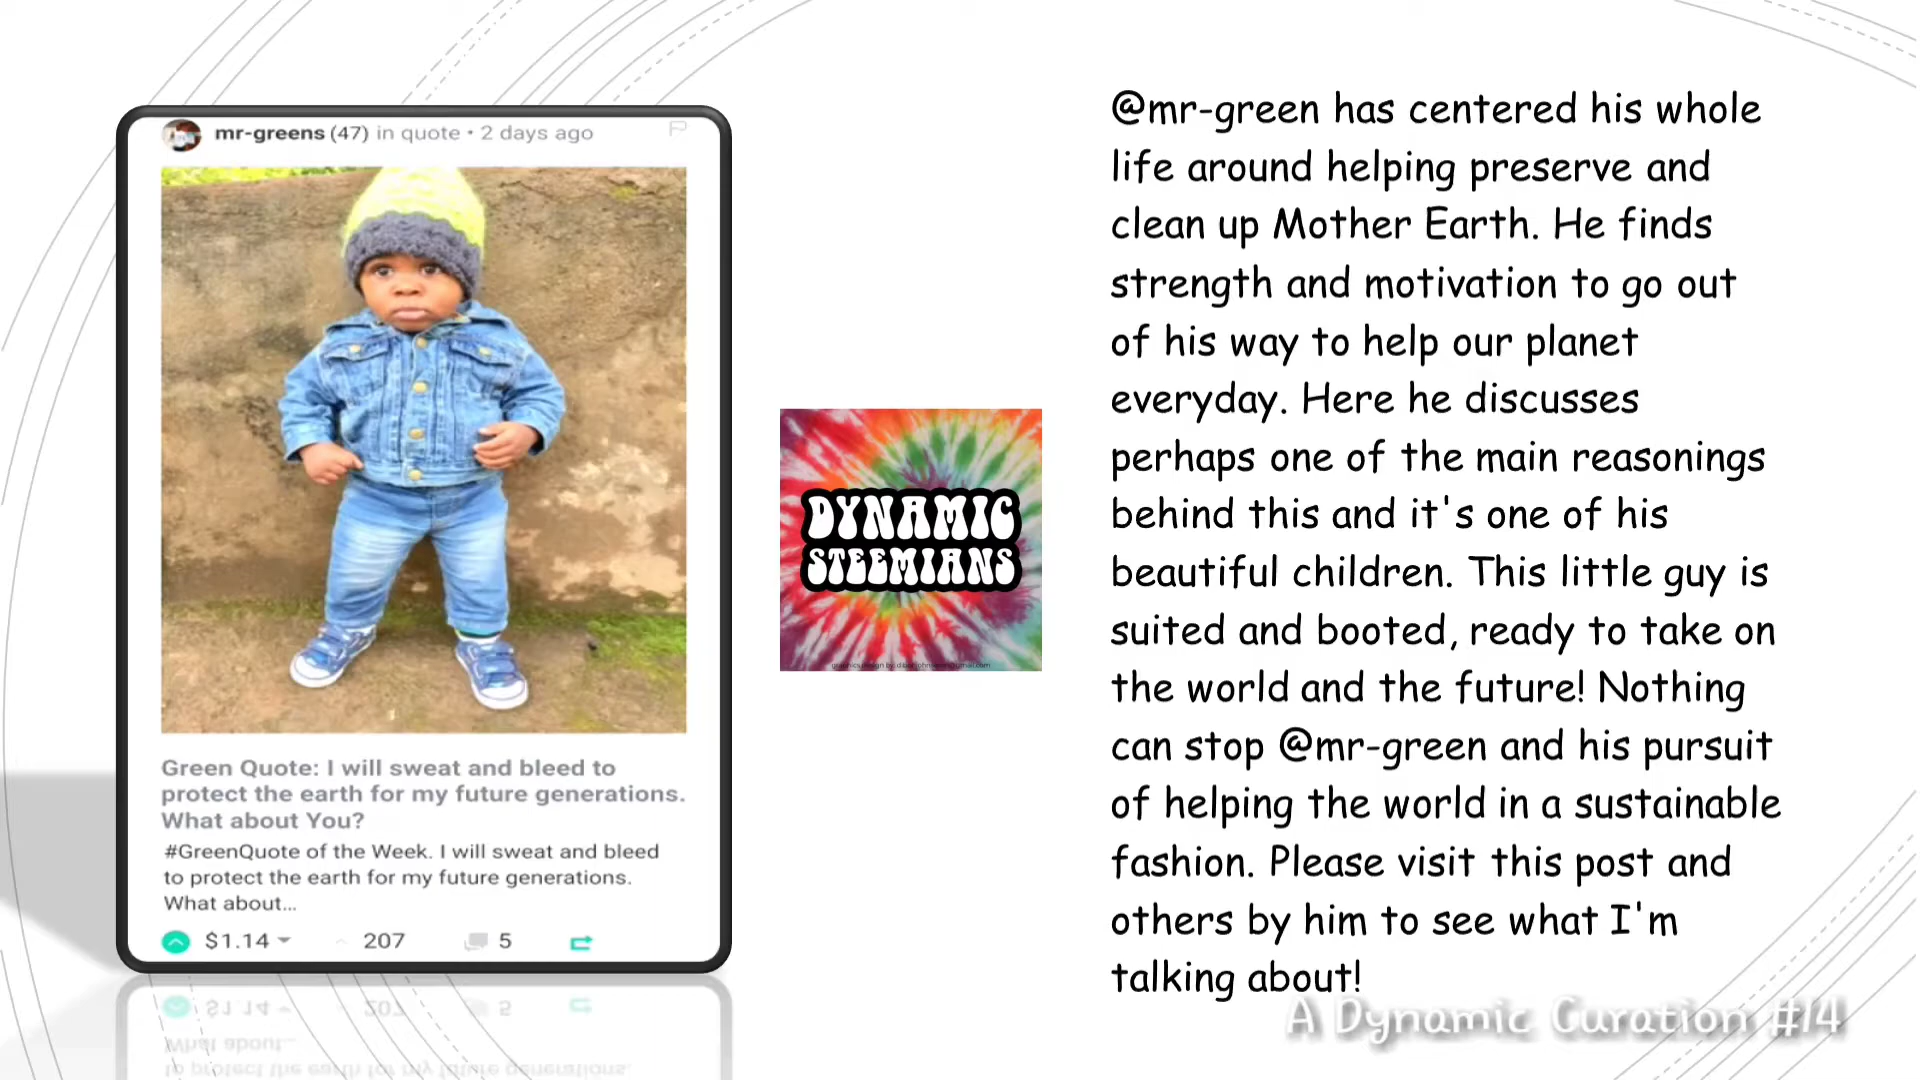 mr-greens (47) in quote • 2 days ago
Green Quote: I will sweat and bleed to
protect the earth for my future generations.
What about You?
#GreenQuote of the Week. I will sweat and bleed
to protect the earth for my future generations.
What about...
$1.14 207 5
DYNAMIC
STEEMIANS
@mr-green has centered his whole
life around helping preserve and
clean up Mother Earth. He finds
strength and motivation to go out
of his way to help our planet
everyday. Here he discusses
perhaps one of the main reasonings
behind this and it's one of his
beautiful children. This little guy is
suited and booted, ready to take on
the world and the future! Nothing
can stop @mr-green and his pursuit
of helping the world in a sustainable
fashion. Please visit this post and
others by him to see what I'm
talking about!
A Dynamic Curation #14